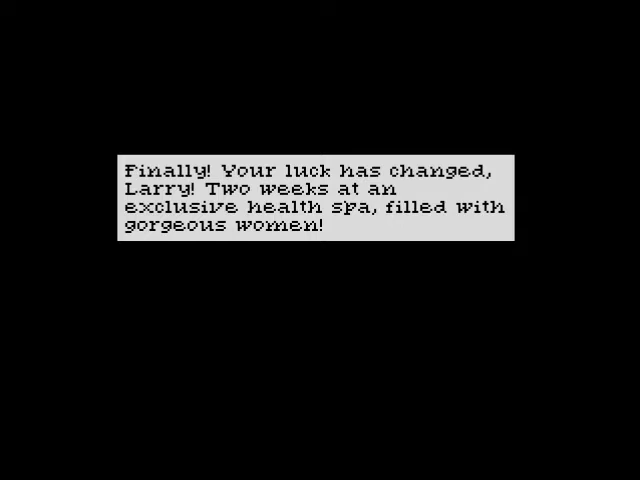 Finally! Your luck has changed,
Larry! Two weeks at an
exclusive health spa, filled with
gorgeous women!